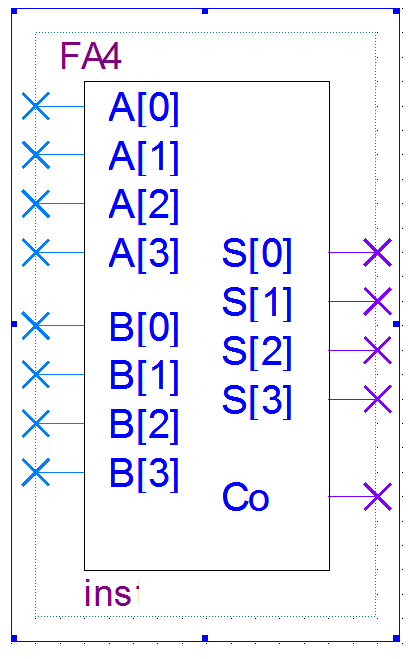 FA4
A[0]
A[1]
A[2]
A[3]
S[0]
S[1]
B[0]
S[2]
B[1]
S[3]
B[2]
B[3]
Co
inst